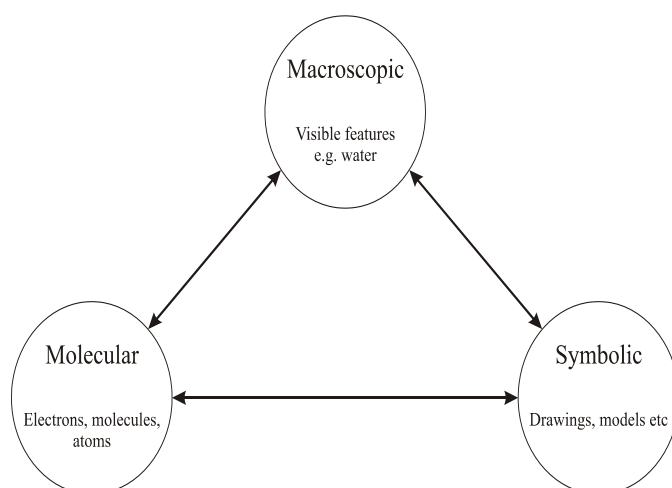 Macroscopic
Visible features
e.g. water
Molecular
Electrons, molecules,
atoms
Symbolic
Drawings, models etc